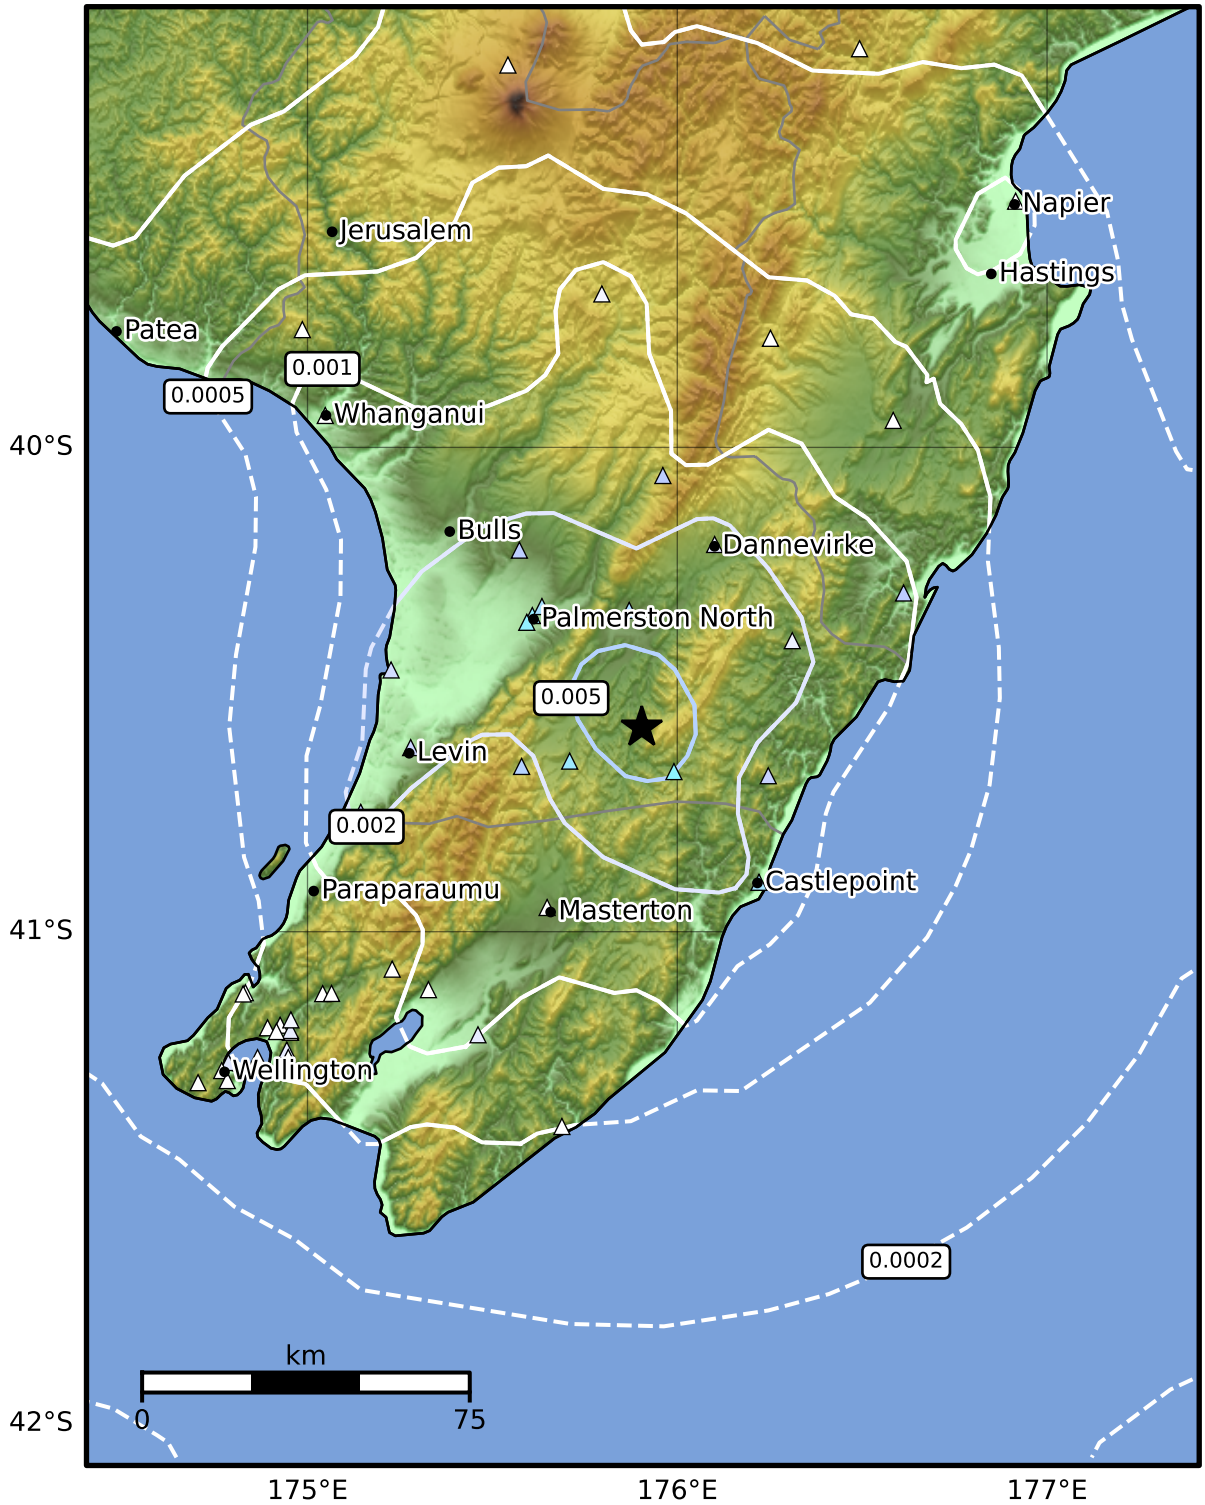 Napier
Jerusalem
Hastings
Patea
0.001
0.0005
Whanganui
40°S
Bulls
Dannevirke
Palmerston North
0.005
Levin
0.002
Castlepoint
Paraparaumu
Masterton
41°S
Wellington
0.0002
km
0
75
42°S
175°E
176°E
177°E